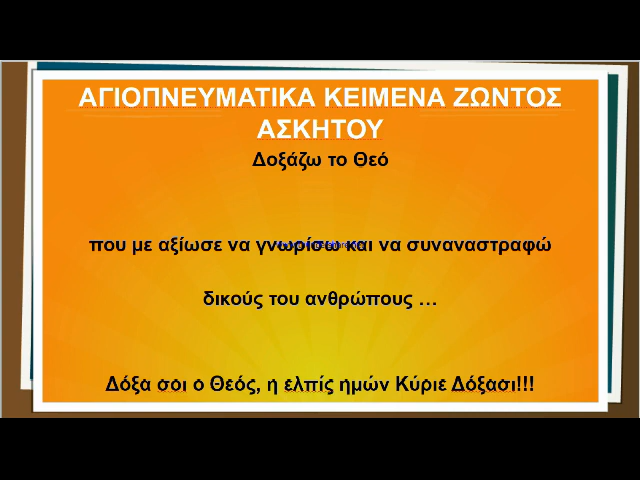 ΑΓΙΟΠΝΕΥΜΑΤΙΚΑ ΚΕΙΜΕΝΑ ΖΩΝΤΟΣ
ΑΣΚΗΤΟΥ
Δοξάζω το Θεό
που με αξίωσε να γνωρίσω και να συναναστραφώ
δικούς του ανθρώπους …
Δόξα σοι ο Θεός, ή ελπίς ήμών Κύριε Δόξασι!!!